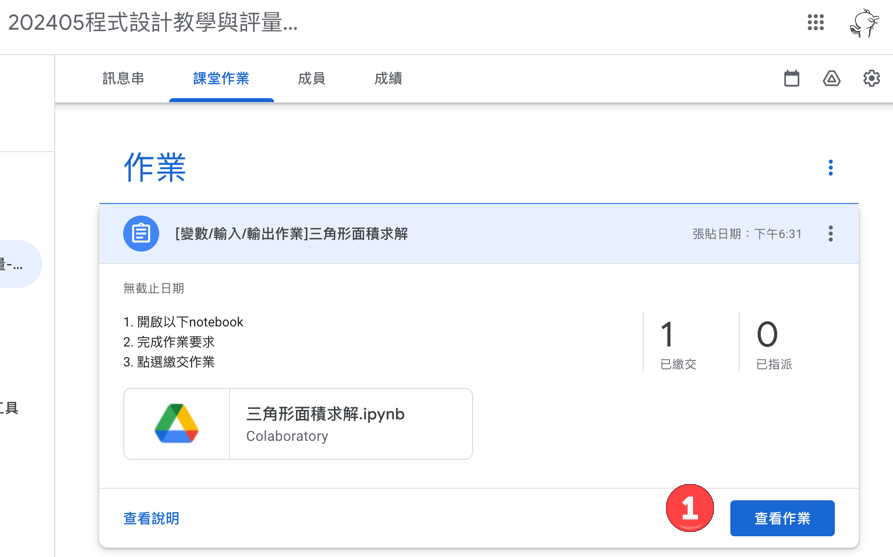 202405程式設計教學與評量...
訊息串
課堂作業
成員
成績
作業
[變數/輸入/輸出作業]三角形面積求解
張貼日期：下午6:31
量-...
無截止日期
1. 開啟以下notebook
2. 完成作業要求
3. 點選繳交作業
1
已繳交
0
已指派
工具
三角形面積求解.ipynb
Colaboratory
查看說明
1
查看作業